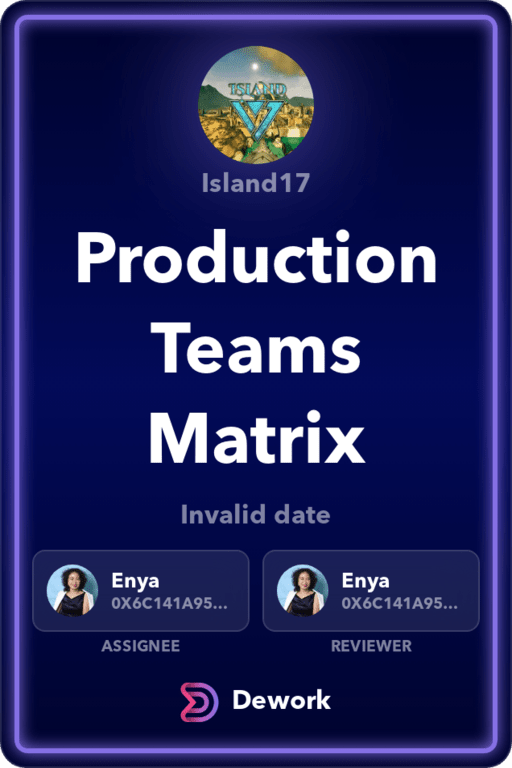 ISLAND
Island17
Production
Teams
Matrix
Invalid date
Enya
0X6C141A95...
Enya
0X6C141A95...
ASSIGNEE
REVIEWER
Dework